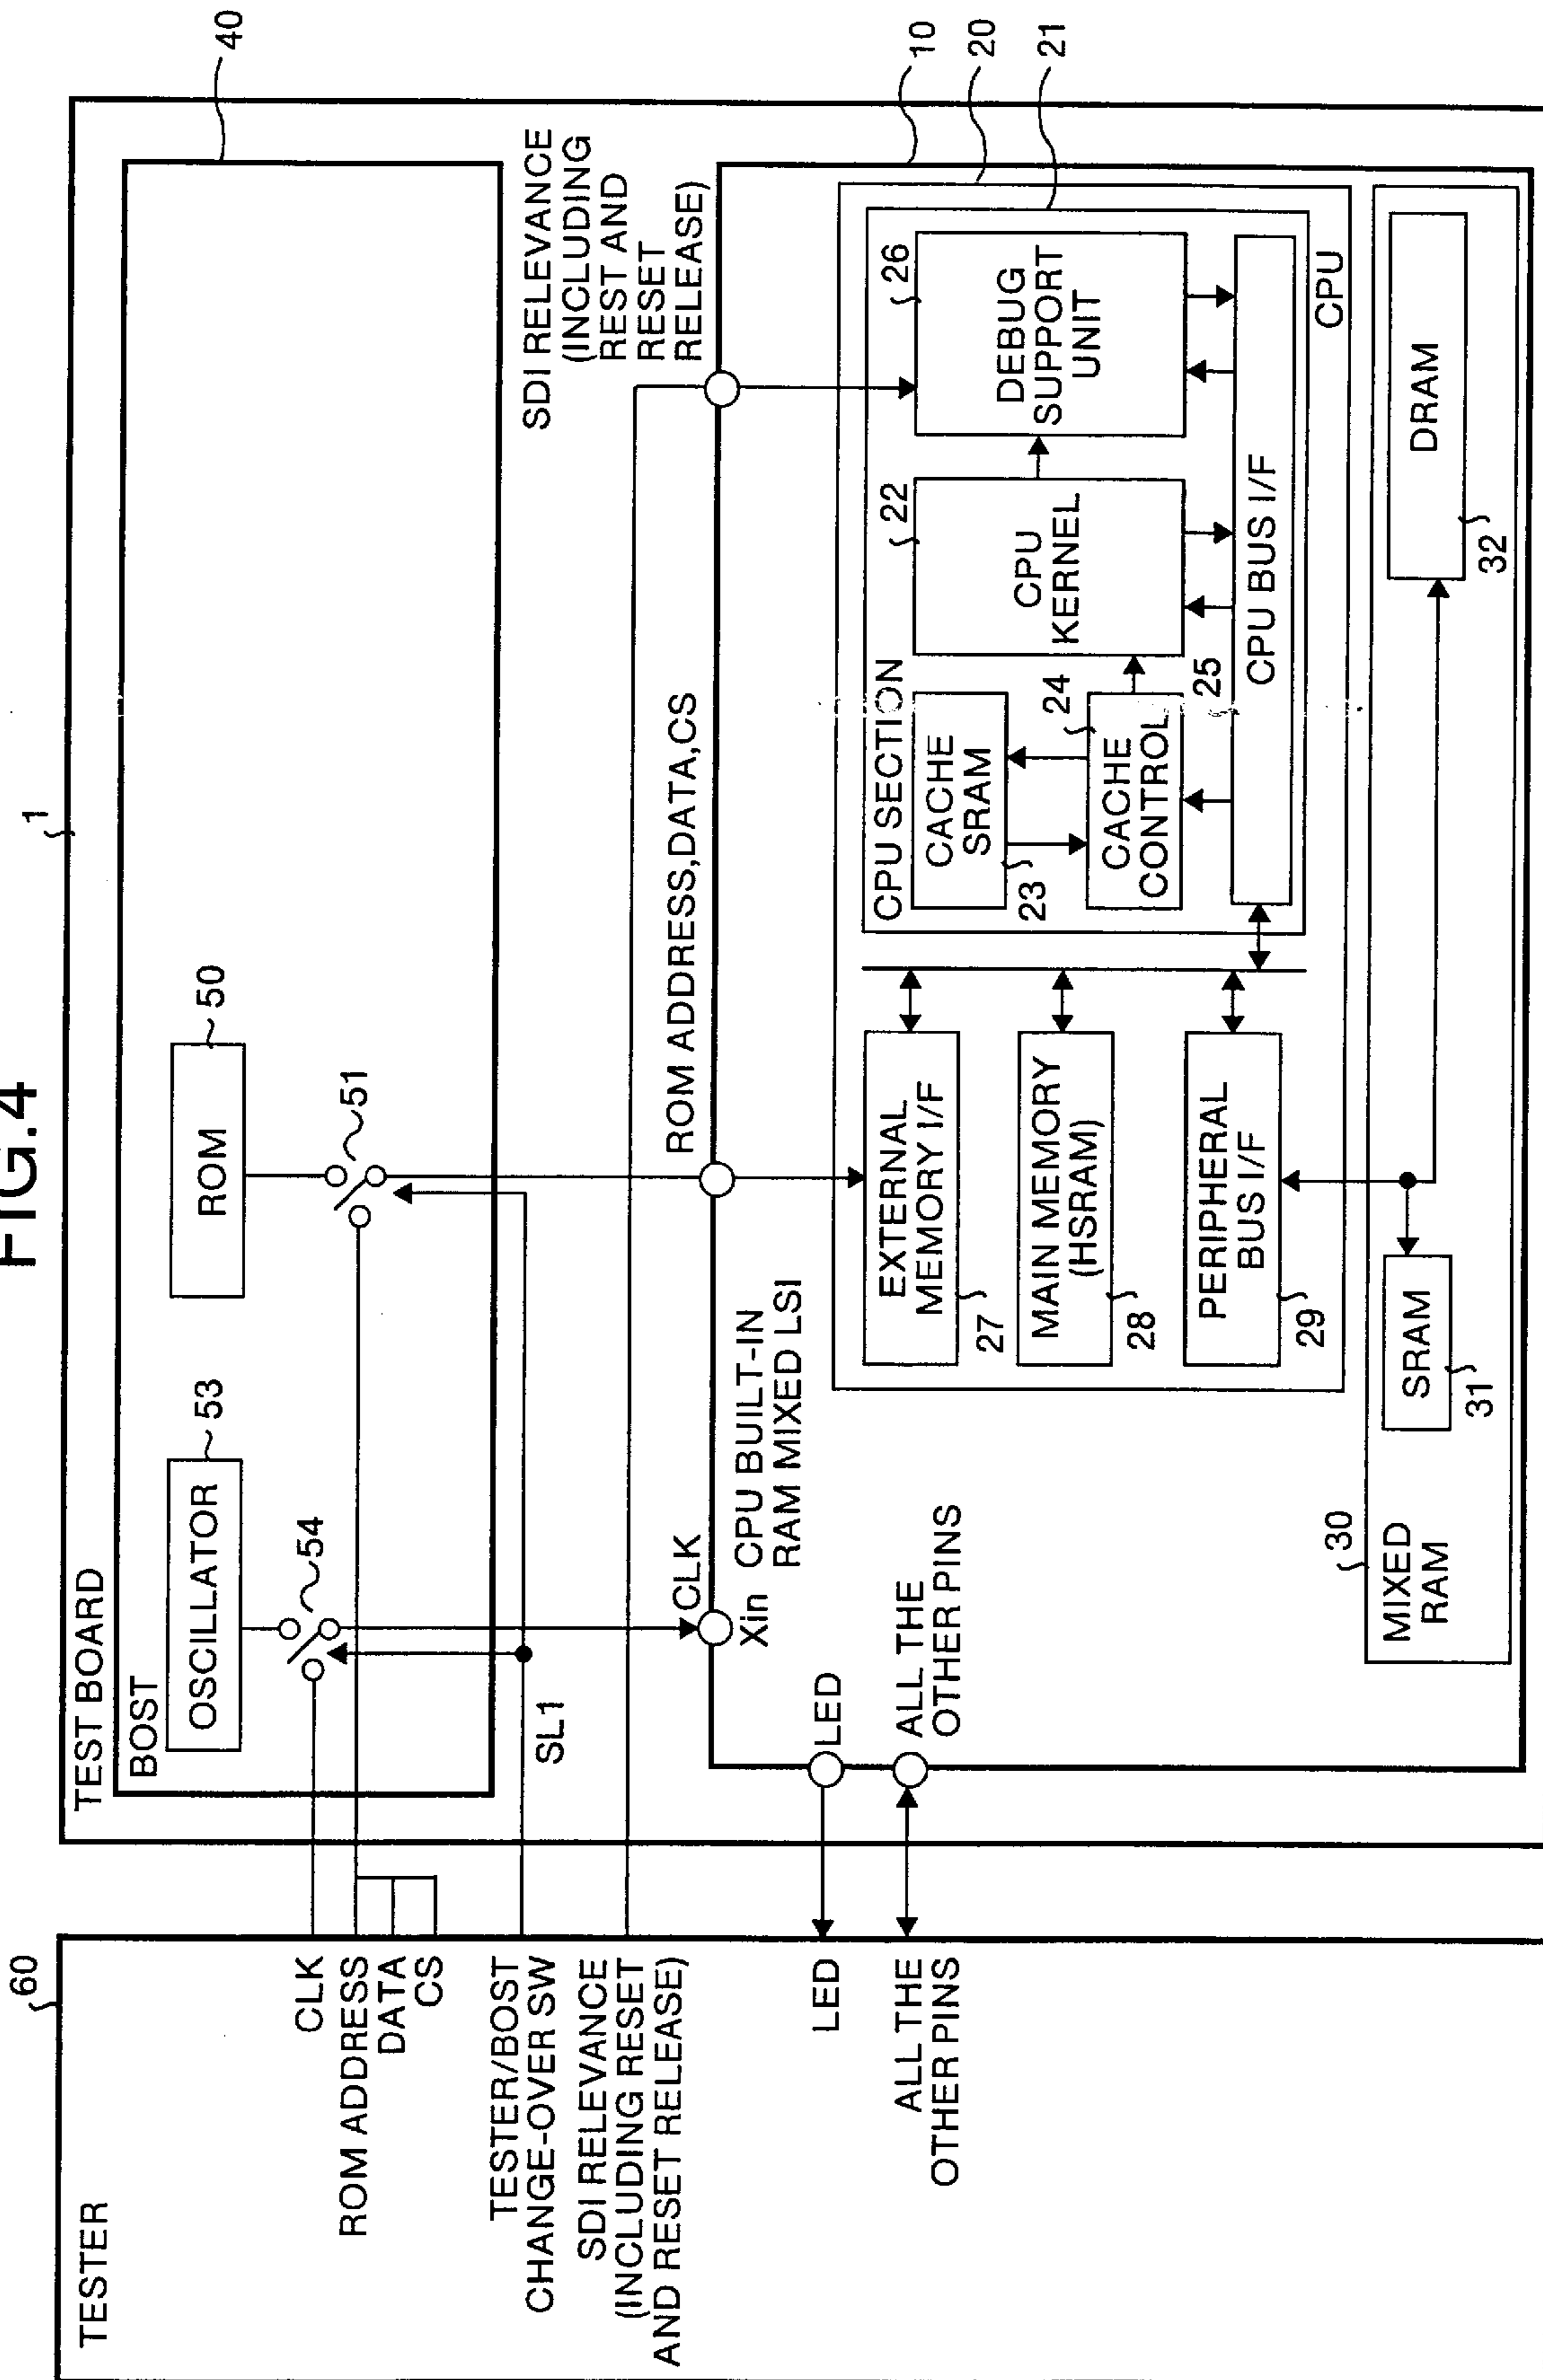 FIG.4
1
TEST BOARD
BOST
40
OSCILLATOR
53
54
ROM
50
51
SL1
SDI RELEVANCE
(INCLUDING
REST AND
RESET
RELEASE)
ROM ADDRESS,DATA,CS
CLK
Xin
CPU BUILT-IN
RAM MIXED LSI
10
20
21
CPU SECTION
CACHE
SRAM
23
24
CACHE
CONTROL
22
CPU
KERNEL
26
DEBUG
SUPPORT
UNIT
25
CPU BUS I/F
CPU
EXTERNAL
MEMORY I/F
27
MAIN MEMORY
(HSRAM)
28
PERIPHERAL
BUS I/F
29
30
MIXED
RAM
SRAM
31
DRAM
32
LED
ALL THE
OTHER PINS
60
TESTER
CLK
ROM ADDRESS
DATA
CS
TESTER/BOST
CHANGE-OVER SW
SDI RELEVANCE
(INCLUDING RESET
AND RESET RELEASE)
LED
ALL THE
OTHER PINS